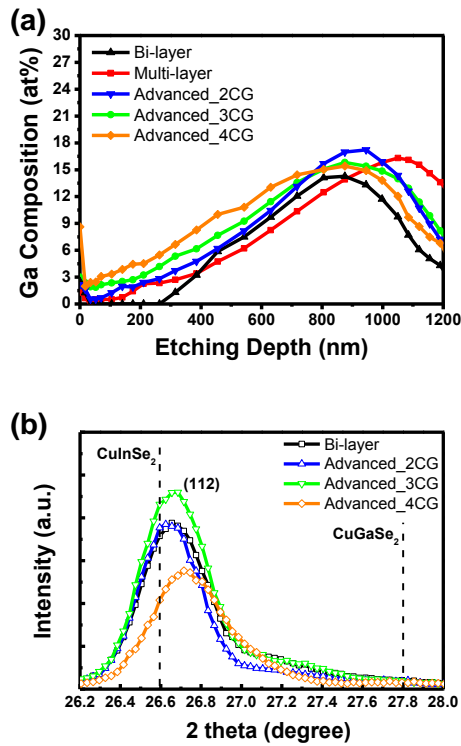 (a)
Ga Composition (at%)
30
27
24
21
18
15
12
9
6
3
0
Bi-layer
Multi-layer
Advanced_2CG
Advanced_3CG
Advanced_4CG
0 200 400 600 800 1000 1200
Etching Depth (nm)
(b)
Intensity (a.u.)
CuInSe2
(112)
Bi-layer
Advanced_2CG
Advanced_3CG
Advanced_4CG
CuGaSe2
26.2 26.4 26.6 26.8 27.0 27.2 27.4 27.6 27.8 28.0
2 theta (degree)